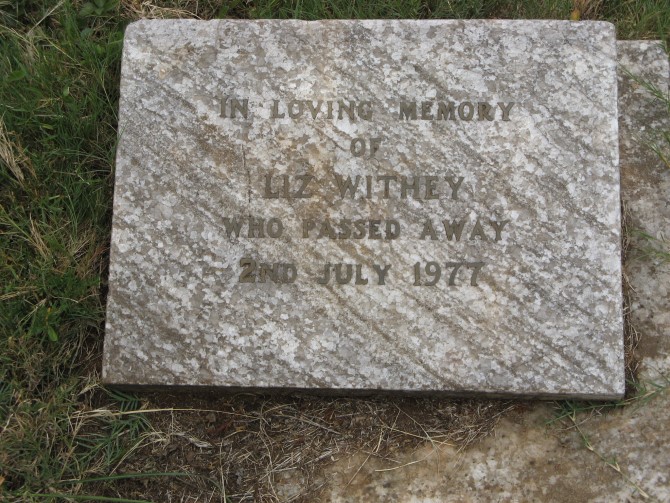 IN LOVING MEMORY
OF
LIZ WITHEY
WHO PASSED AWAY
2ND JULY 1977